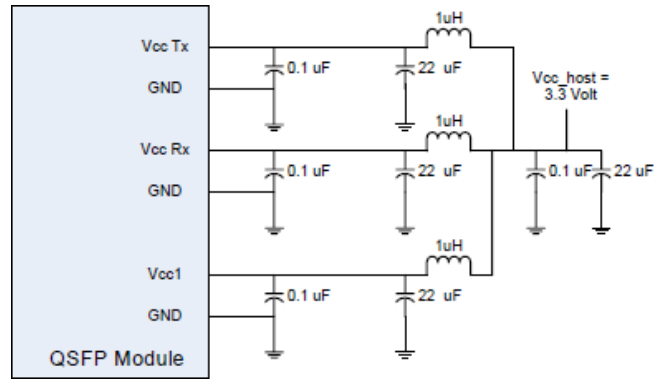 1uH
Vcc Tx
0.1 uF
22 uF
GND
Vcc_host =
3.3 Volt
1uH
Vcc Rx
0.1 uF
22 uF
0.1 uF
22 uF
GND
1uH
Vcc1
0.1 uF
22 uF
GND
QSFP Module